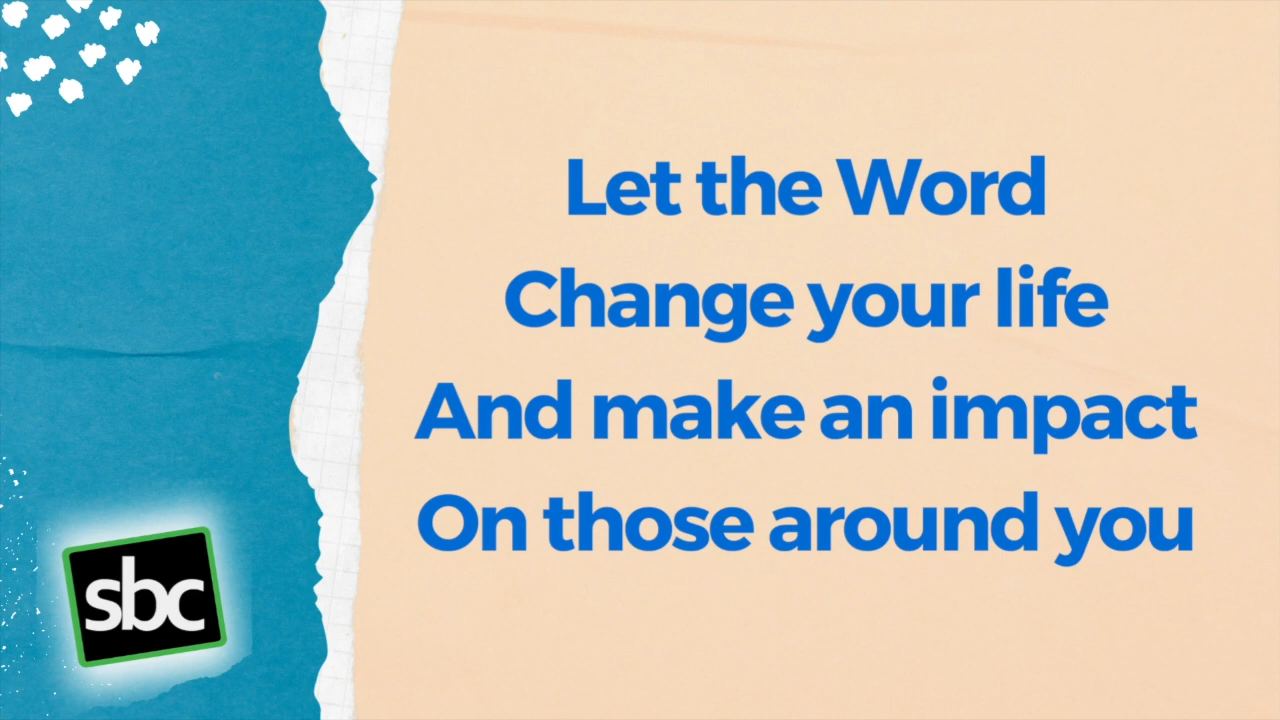 Let the Word
Change your life
And make an impact
On those around you
sbc